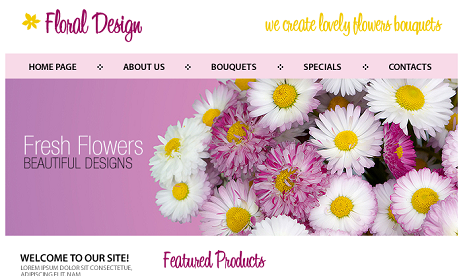 Floral Design
we create lovely flowers bouquets
HOME PAGE ABOUT US BOUQUETS SPECIALS CONTACTS
Fresh Flowers
BEAUTIFUL DESIGNS
WELCOME TO OUR SITE!
LOREM IPSUM DOLOR SIT CONSECTETUE,
ADIPISCING ELIT. NAM
Featured Products